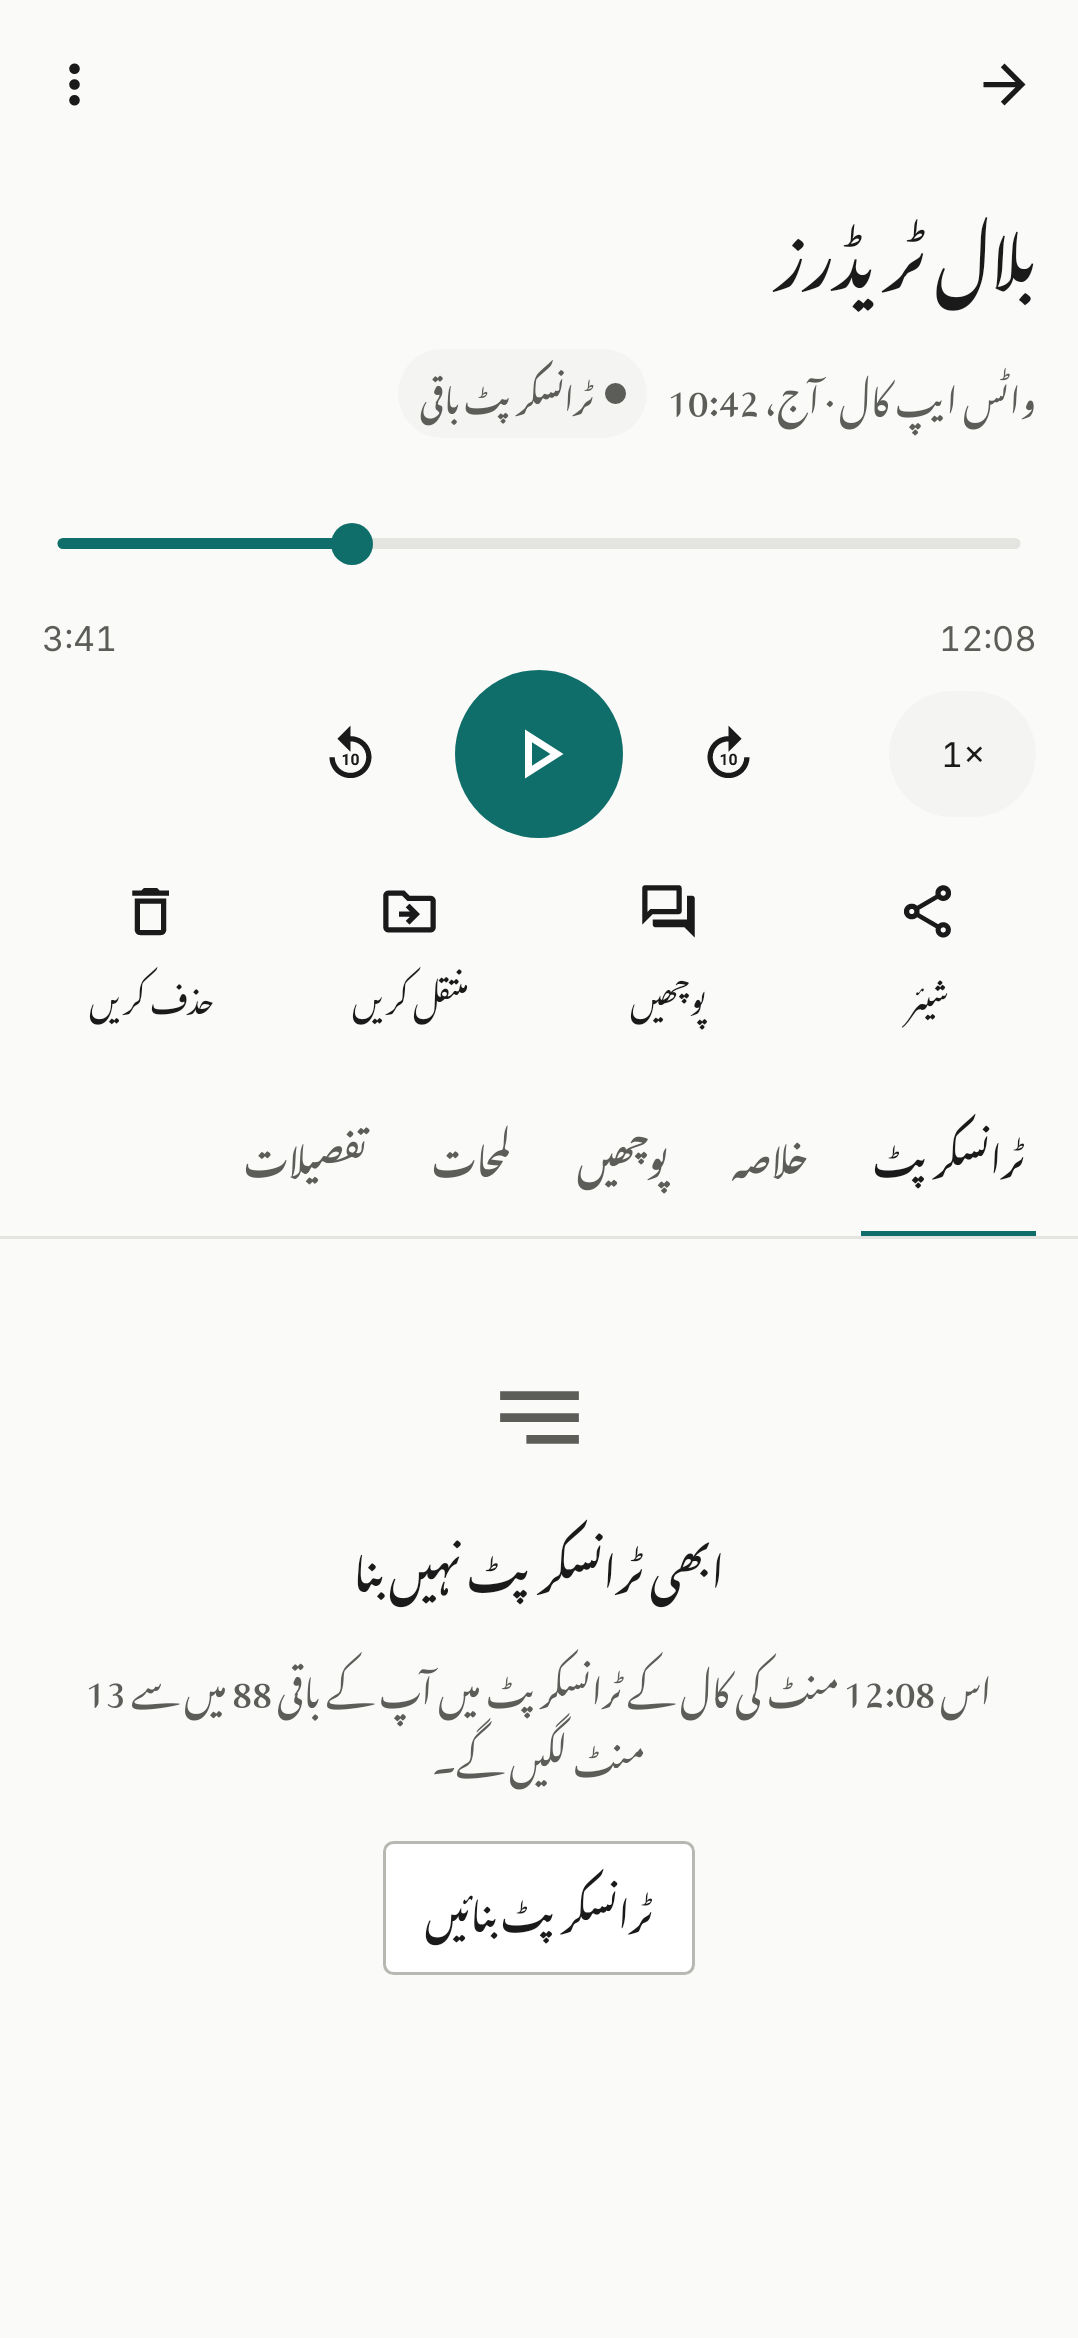 بلال ٹریڈرز
واٹس ایپ کال · آج، 10:42
ٹرانسکرپٹ باقی
3:41
12:08
10
10
1×
شیئر
پوچھیں
منتقل کریں
حذف کریں
ٹرانسکرپٹ
خلاصہ
پوچھیں
لمحات
تفصیلات
ابھی ٹرانسکرپٹ نہیں بنا
اس 12:08 منٹ کی کال کے ٹرانسکرپٹ میں آپ کے باقی 88 میں سے 13
منٹ لگیں گے۔
ٹرانسکرپٹ بنائیں